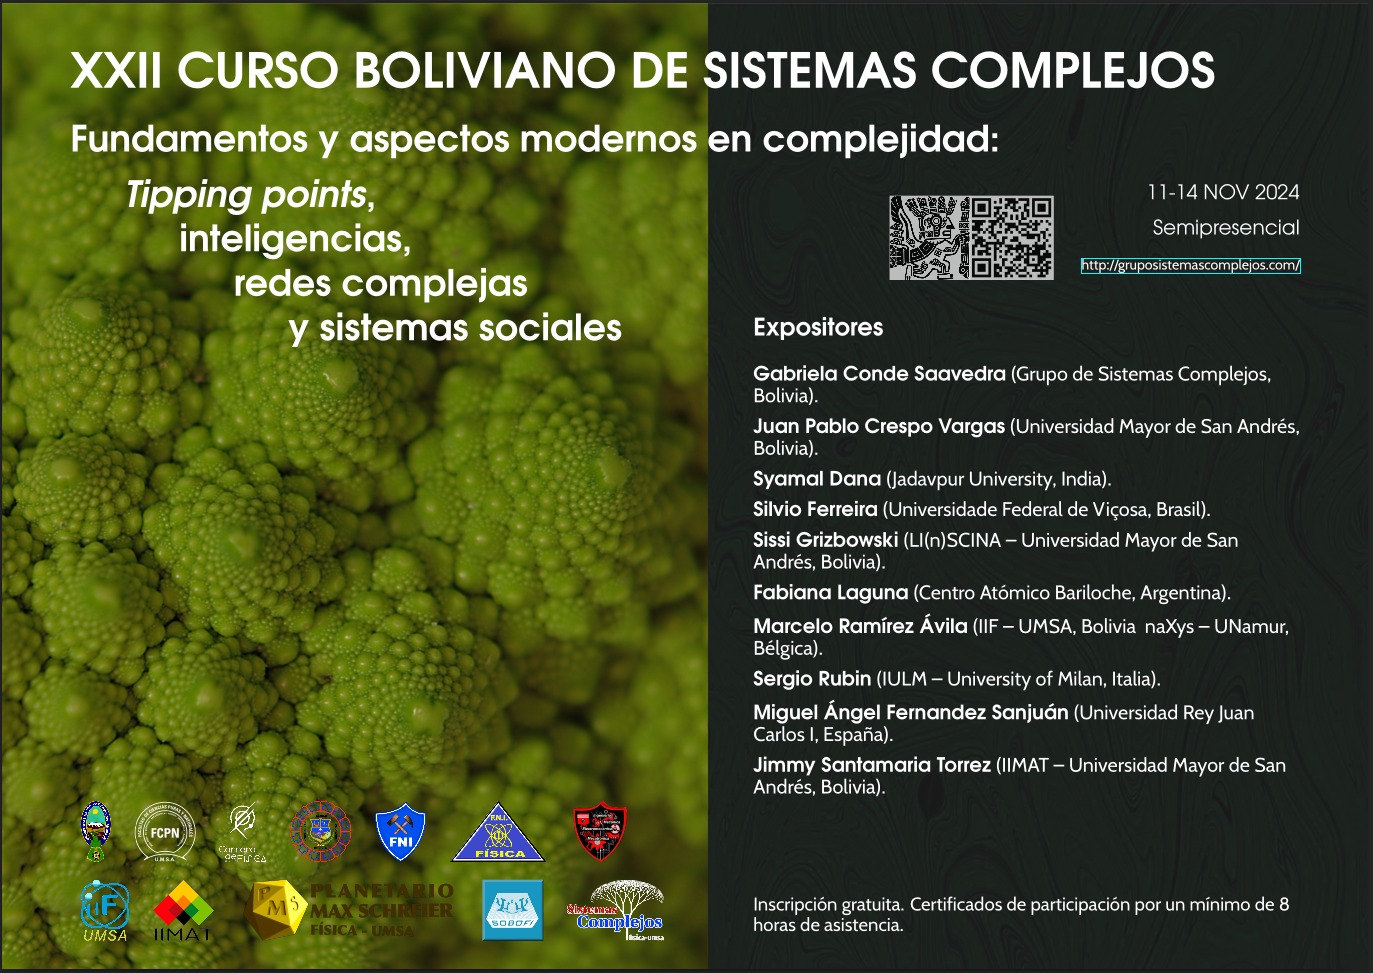 XXII CURSO BOLIVIANO DE SISTEMAS COMPLEJOS
Fundamentos y aspectos modernos en complejidad:
Tipping points,
inteligencias,
redes complejas
y sistemas sociales
11-14 NOV 2024
Semipresencial
http://gruposistemascomplejos.com/
Expositores
Gabriela Conde Saavedra (Grupo de Sistemas Complejos,
Bolivia).
Juan Pablo Crespo Vargas (Universidad Mayor de San Andrés,
Bolivia).
Syamal Dana (Jadavpur University, India).
Silvio Ferreira (Universidade Federal de Viçosa, Brasil).
Sissi Grizbowski (LI(n)SCINA – Universidad Mayor de San
Andrés, Bolivia).
Fabiana Laguna (Centro Atómico Bariloche, Argentina).
Marcelo Ramírez Ávila (IIF – UMSA, Bolivia naXys – UNamur,
Bélgica).
Sergio Rubin (IULM – University of Milan, Italia).
Miguel Ángel Fernandez Sanjuán (Universidad Rey Juan
Carlos I, España).
Jimmy Santamaria Torrez (IIMAT – Universidad Mayor de San
Andrés, Bolivia).
Inscripción gratuita. Certificados de participación por un mínimo de 8
horas de asistencia.
FCPN
U.M.S.A.
Carrera
de FÍSICA
FNI
F.N.I.
FÍSICA
iiF
UMSA
IIMAT
PMS
PLANETARIO
MAX SCHREIER
FÍSICA - UMSA
SOBOFI
Sistemas
Complejos
física-umsa